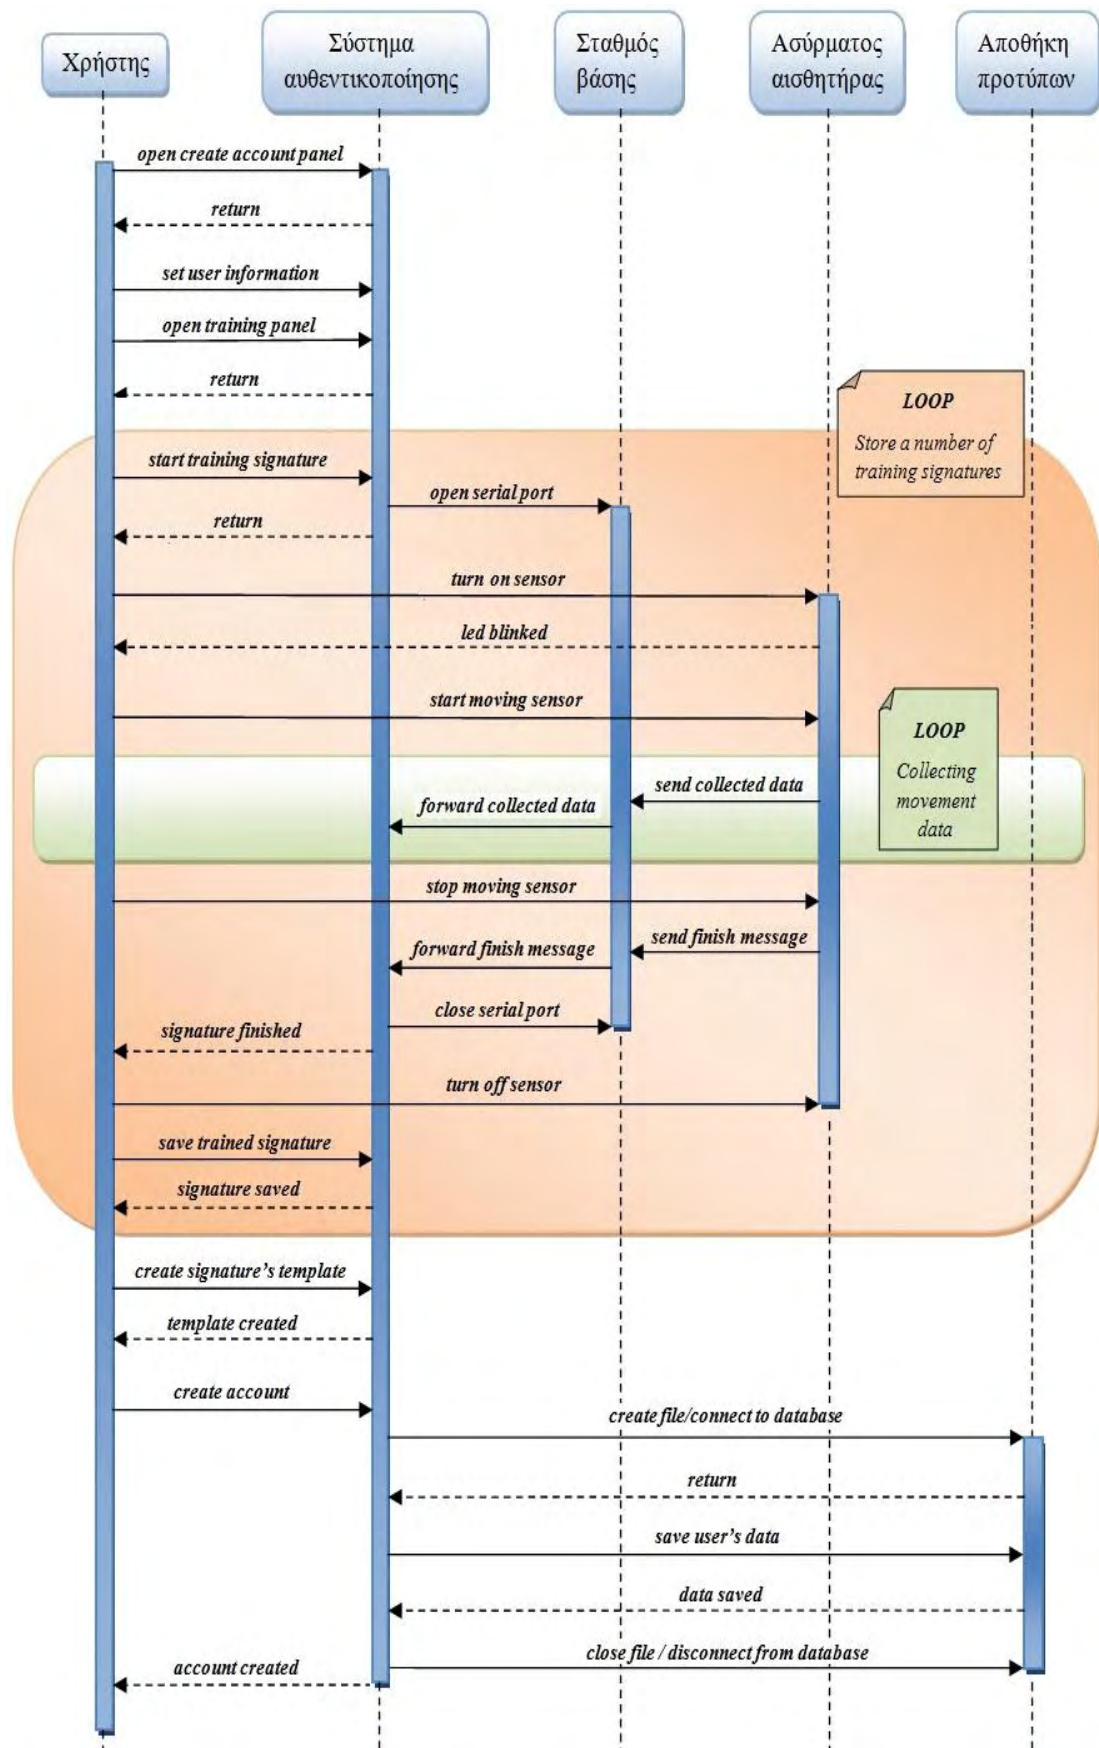 Χρήστης
Σύστημα
αυθεντικοποίησης
Σταθμός
βάσης
Ασύρματος
αισθητήρας
Αποθήκη
προτύπων
open create account panel
return
set user information
open training panel
return
LOOP
Store a number of
training signatures
start training signature
open serial port
return
turn on sensor
led blinked
start moving sensor
LOOP
Collecting
movement
data
send collected data
forward collected data
stop moving sensor
send finish message
forward finish message
close serial port
signature finished
turn off sensor
save trained signature
signature saved
create signature’s template
template created
create account
create file/connect to database
return
save user’s data
data saved
close file / disconnect from database
account created